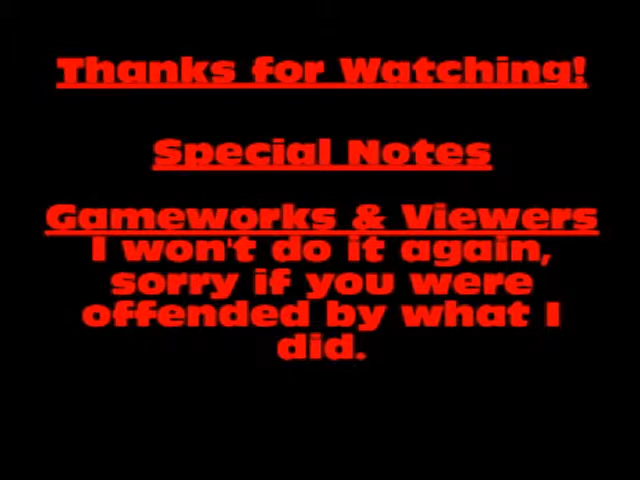 Thanks for Watching!
Special Notes
Gameworks & Viewers
I won't do it again,
sorry if you were
offended by what I
did.